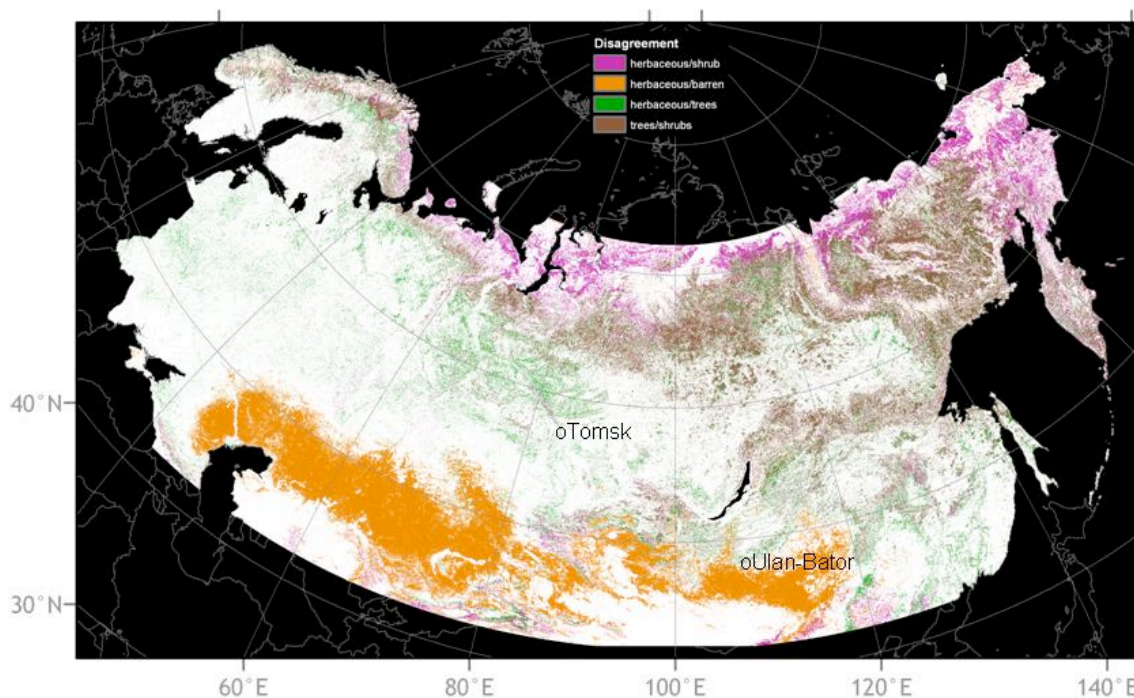 Disagreement
herbaceous/shrub
herbaceous/barren
herbaceous/trees
trees/shrubs
40°N
oTomsk
oUlan-Bator
30°N
60°E
80°E
100°E
120°E
140°E